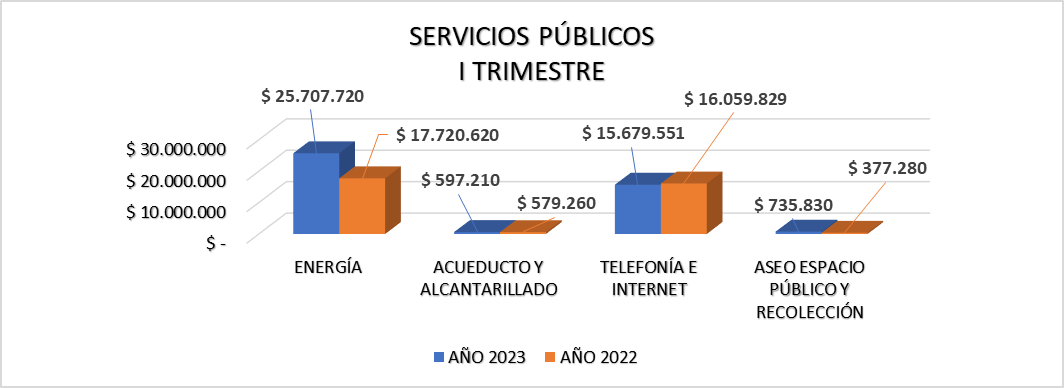 SERVICIOS PÚBLICOS
I TRIMESTRE
$ 25.707.720
$ 17.720.620
$ 597.210
$ 579.260
$ 15.679.551
$ 16.059.829
$ 735.830
$ 377.280
$ 30.000.000
$ 20.000.000
$ 10.000.000
$ -
ENERGÍA
ACUEDUCTO Y
ALCANTARILLADO
TELEFONÍA E
INTERNET
ASEO ESPACIO
PÚBLICO Y
RECOLECCIÓN
AÑO 2023
AÑO 2022